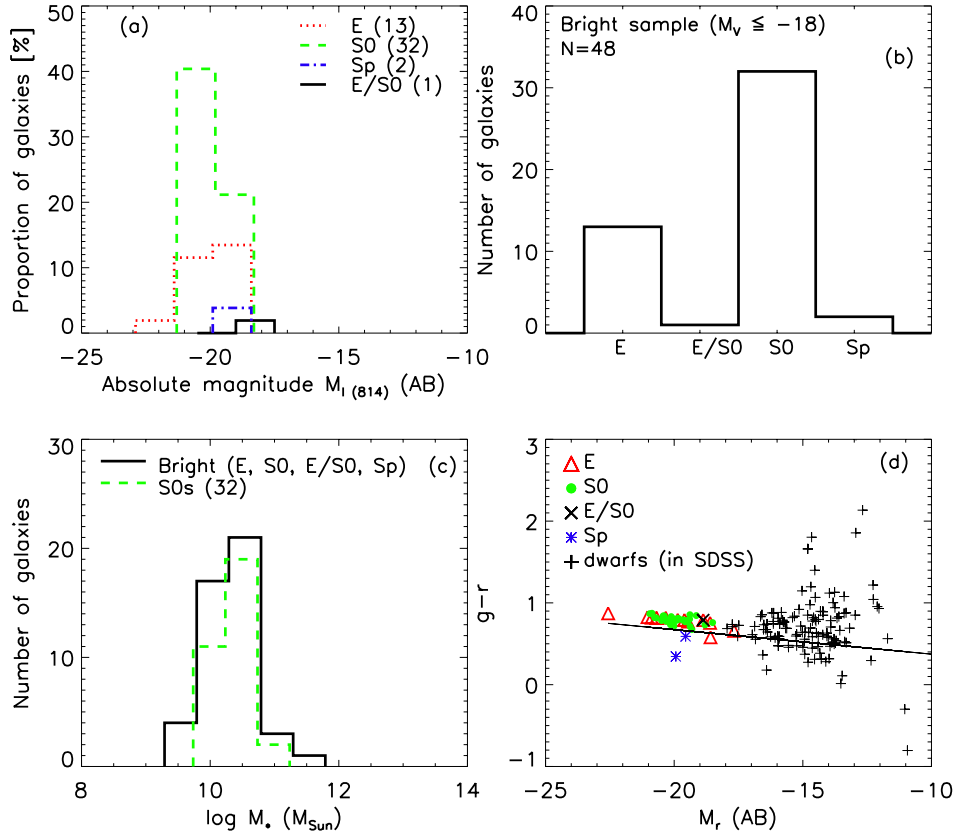 (a)
E (13)
S0 (32)
Sp (2)
E/S0 (1)
Proportion of galaxies [%]
50
40
30
20
10
0
-25
-20
-15
-10
Absolute magnitude M_I (814) (AB)
Bright sample (M_v ≦ -18)
N=48
(b)
Number of galaxies
40
30
20
10
0
E
E/S0
S0
Sp
Bright (E, S0, E/S0, Sp)
(c)
S0s (32)
Number of galaxies
30
20
10
0
8
10
12
14
log M_* (M_Sun)
E
(d)
S0
E/S0
Sp
dwarfs (in SDSS)
g-r
3
2
1
0
-1
-25
-20
-15
-10
M_r (AB)